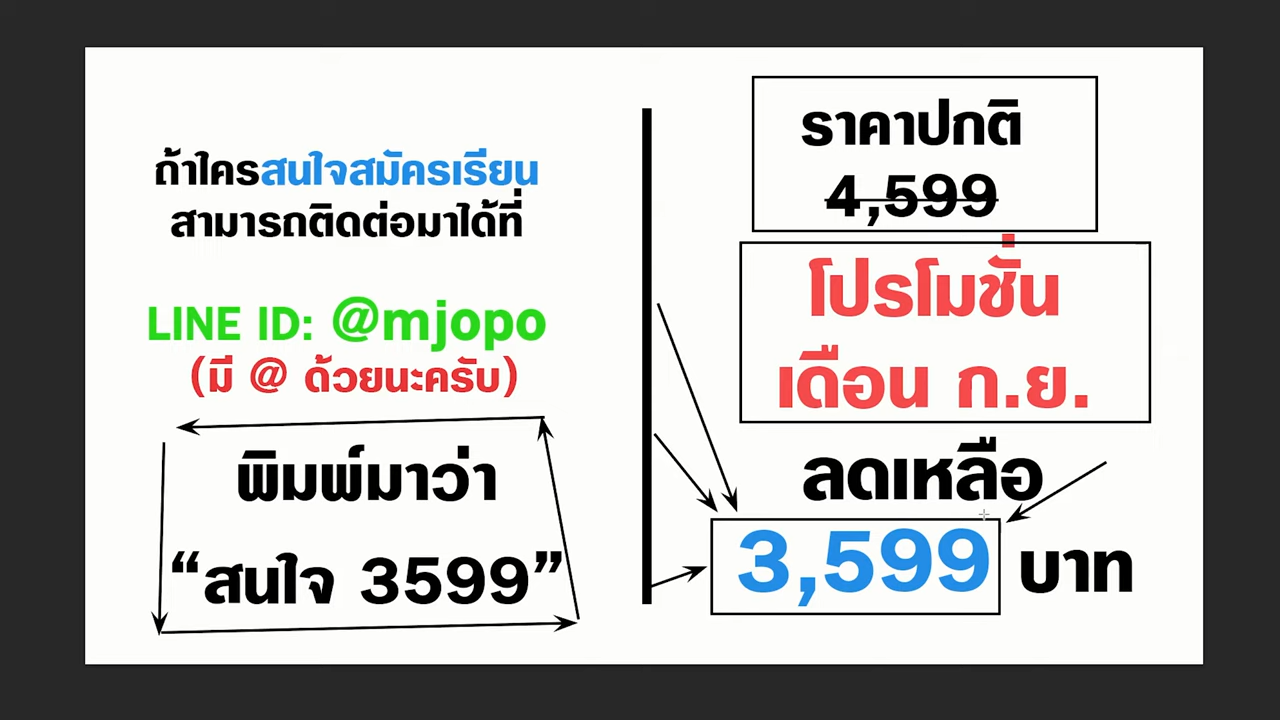 ถ้าใครสนใจสมัครเรียน
สามารถติดต่อมาได้ที่
LINE ID: @mjopo
(มี @ ด้วยนะครับ)
พิมพ์มาว่า
“สนใจ 3599”
ราคาปกติ
4,599
โปรโมชั่น
เดือน ก.ย.
ลดเหลือ
3,599 บาท